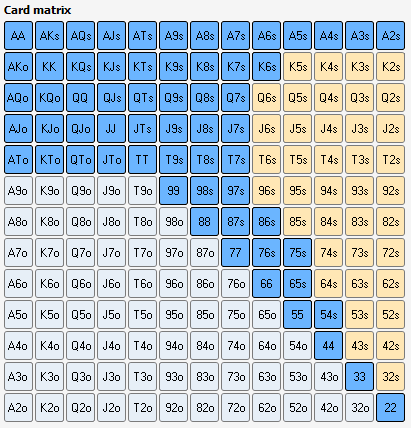 Card matrix
AA AKs AQs AJs ATs A9s A8s A7s A6s A5s A4s A3s A2s
AKo KK KQs KJs KTs K9s K8s K7s K6s K5s K4s K3s K2s
AQo KQo QQ QJs QTs Q9s Q8s Q7s Q6s Q5s Q4s Q3s Q2s
AJo KJo QJo JJ JTs J9s J8s J7s J6s J5s J4s J3s J2s
ATo KTo QTo JTo TT T9s T8s T7s T6s T5s T4s T3s T2s
A9o K9o Q9o J9o T9o 99 98s 97s 96s 95s 94s 93s 92s
A8o K8o Q8o J8o T8o 98o 88 87s 86s 85s 84s 83s 82s
A7o K7o Q7o J7o T7o 97o 87o 77 76s 75s 74s 73s 72s
A6o K6o Q6o J6o T6o 96o 86o 76o 66 65s 64s 63s 62s
A5o K5o Q5o J5o T5o 95o 85o 75o 65o 55 54s 53s 52s
A4o K4o Q4o J4o T4o 94o 84o 74o 64o 54o 44 43s 42s
A3o K3o Q3o J3o T3o 93o 83o 73o 63o 53o 43o 33 32s
A2o K2o Q2o J2o T2o 92o 82o 72o 62o 52o 42o 32o 22